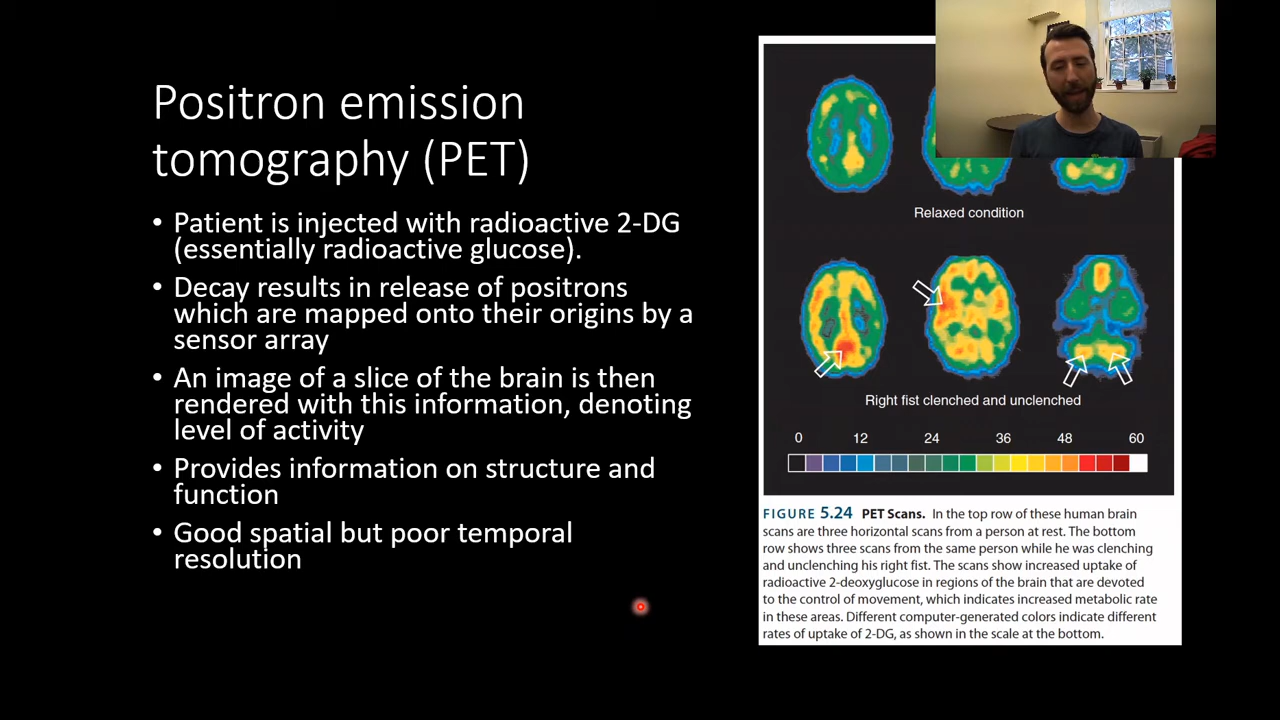 Positron emission
tomography (PET)
• Patient is injected with radioactive 2-DG
(essentially radioactive glucose).
• Decay results in release of positrons
which are mapped onto their origins by a
sensor array
• An image of a slice of the brain is then
rendered with this information, denoting
level of activity
• Provides information on structure and
function
• Good spatial but poor temporal
resolution
Relaxed condition
Right fist clenched and unclenched
0 12 24 36 48 60
FIGURE 5.24 PET Scans. In the top row of these human brain
scans are three horizontal scans from a person at rest. The bottom
row shows three scans from the same person while he was clenching
and unclenching his right fist. The scans show increased uptake of
radioactive 2-deoxyglucose in regions of the brain that are devoted
to the control of movement, which indicates increased metabolic rate
in these areas. Different computer-generated colors indicate different
rates of uptake of 2-DG, as shown in the scale at the bottom.